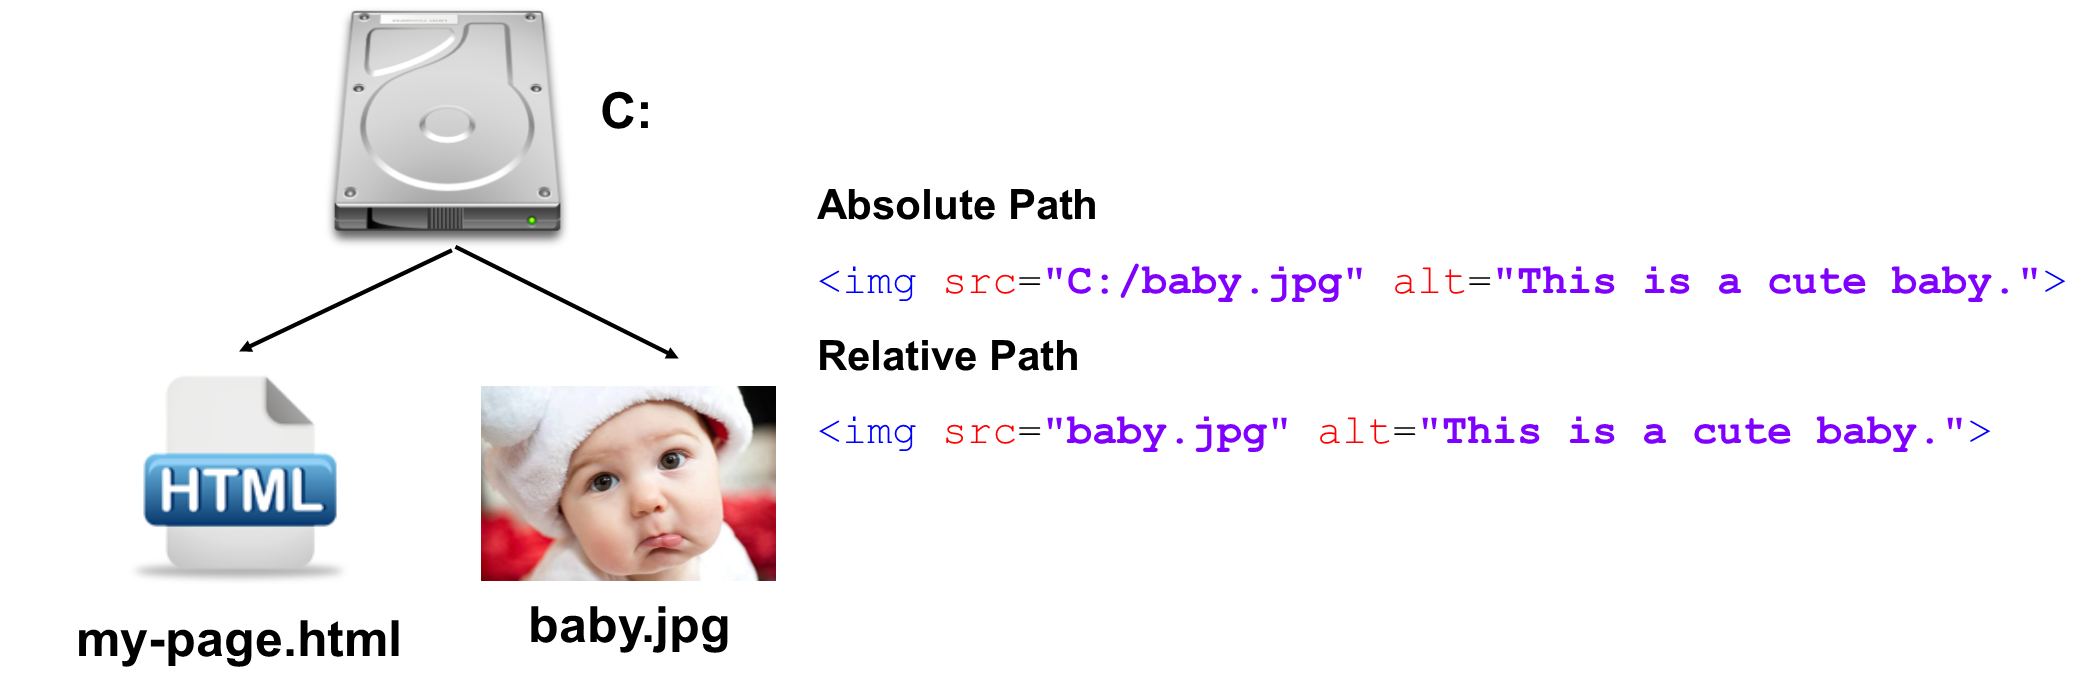 C:
Absolute Path
<img src="C:/baby.jpg" alt="This is a cute baby.">
Relative Path
<img src="baby.jpg" alt="This is a cute baby.">
HTML
my-page.html
baby.jpg